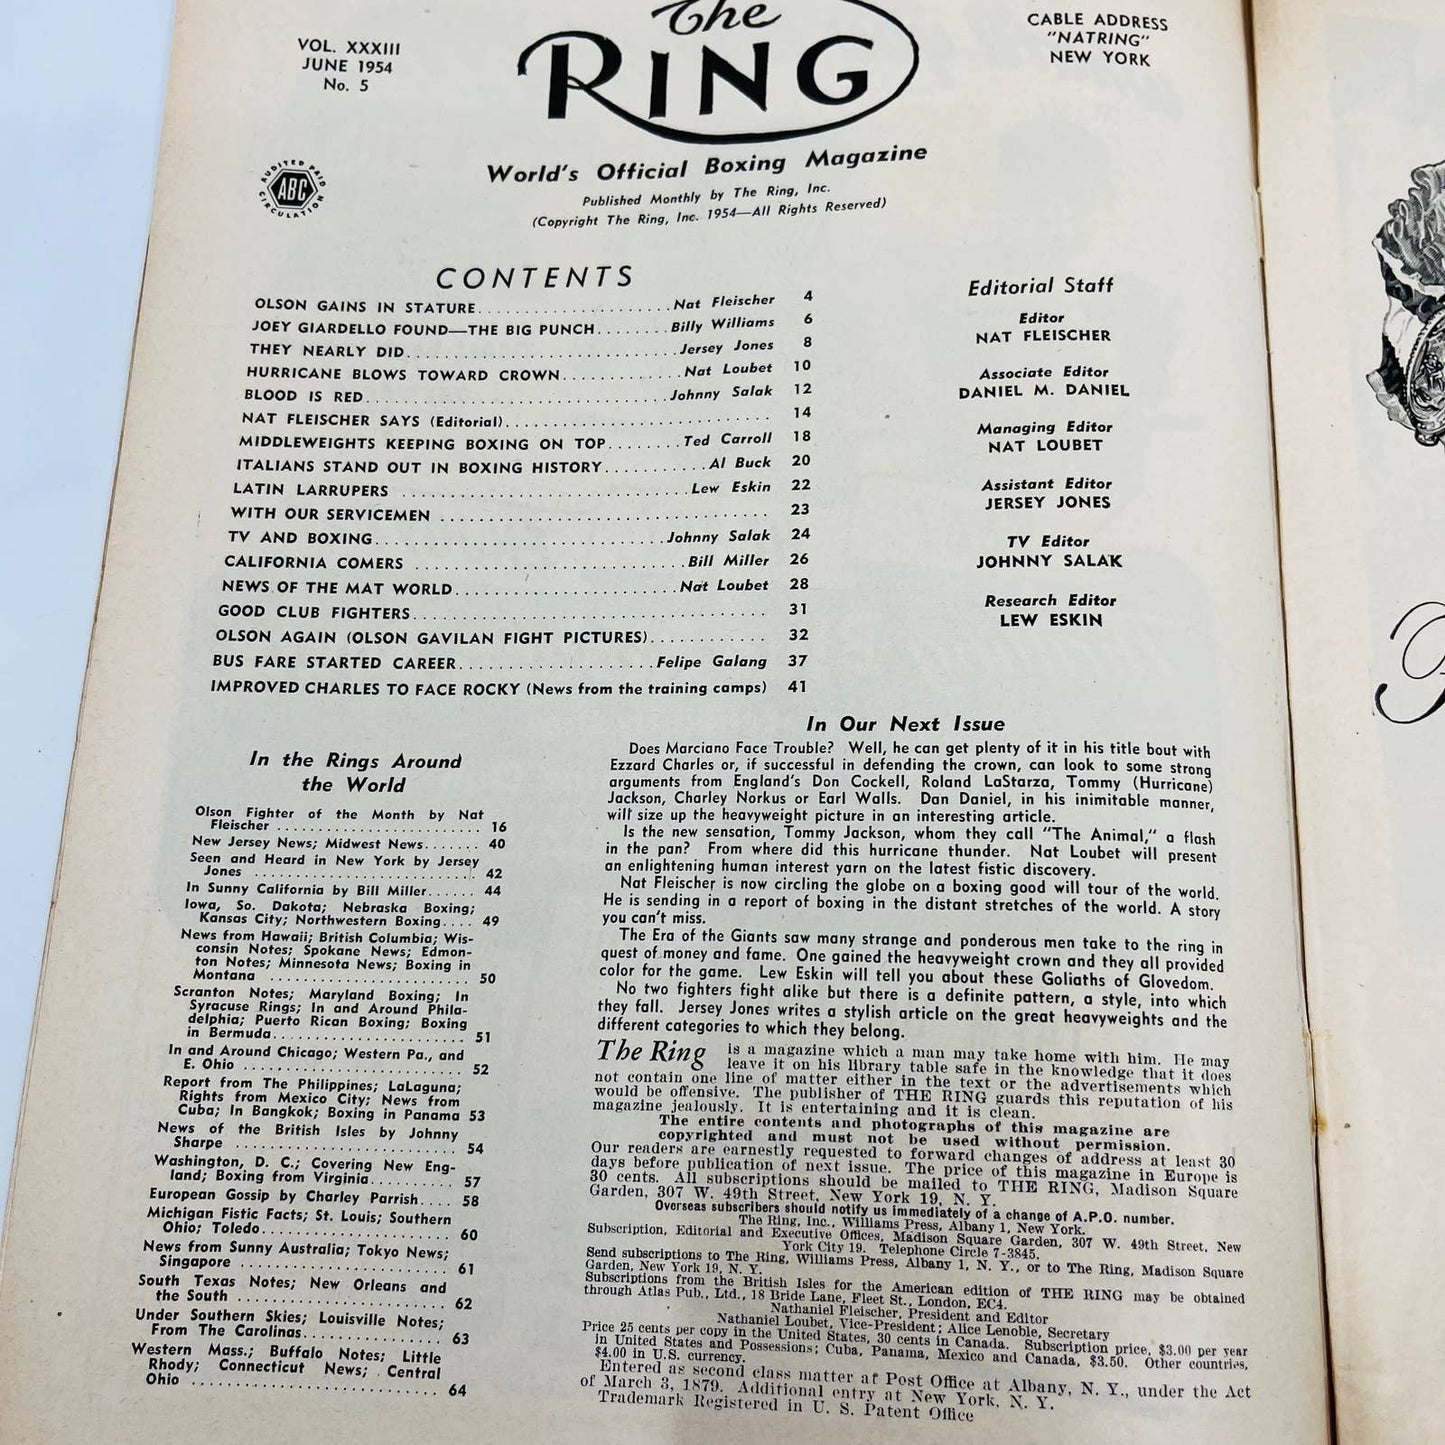 VOL. XXXIII
JUNE 1954
No. 5
The
RING
CABLE ADDRESS
"NATRING"
NEW YORK
AUDITED PAID
ABC
CIRCULATION
World's Official Boxing Magazine
Published Monthly by The Ring, Inc.
(Copyright The Ring, Inc. 1954—All Rights Reserved)
CONTENTS
OLSON GAINS IN STATURE....................Nat Fleischer 4
JOEY GIARDELLO FOUND—THE BIG PUNCH........Billy Williams 6
THEY NEARLY DID............................Jersey Jones 8
HURRICANE BLOWS TOWARD CROWN.............Nat Loubet 10
BLOOD IS RED...............................Johnny Salak 12
NAT FLEISCHER SAYS (Editorial)............................ 14
MIDDLEWEIGHTS KEEPING BOXING ON TOP........Ted Carroll 18
ITALIANS STAND OUT IN BOXING HISTORY...........Al Buck 20
LATIN LARRUPERS ..............................Lew Eskin 22
WITH OUR SERVICEMEN .................................. 23
TV AND BOXING..............................Johnny Salak 24
CALIFORNIA COMERS ............................Bill Miller 26
NEWS OF THE MAT WORLD.......................Nat Loubet 28
GOOD CLUB FIGHTERS..................................... 31
OLSON AGAIN (OLSON GAVILAN FIGHT PICTURES)............ 32
BUS FARE STARTED CAREER....................Felipe Galang 37
IMPROVED CHARLES TO FACE ROCKY (News from the training camps) 41
Editorial Staff
Editor
NAT FLEISCHER
Associate Editor
DANIEL M. DANIEL
Managing Editor
NAT LOUBET
Assistant Editor
JERSEY JONES
TV Editor
JOHNNY SALAK
Research Editor
LEW ESKIN
In the Rings Around
the World
Olson Fighter of the Month by Nat
Fleischer ........................ 16
New Jersey News; Midwest News....... 40
Seen and Heard in New York by Jersey
Jones ............................ 42
In Sunny California by Bill Miller...... 44
Iowa, So. Dakota; Nebraska Boxing;
Kansas City; Northwestern Boxing.... 49
News from Hawaii; British Columbia; Wis-
consin Notes; Spokane News; Edmon-
ton Notes; Minnesota News; Boxing in
Montana ......................... 50
Scranton Notes; Maryland Boxing; In
Syracuse Rings; In and Around Phila-
delphia; Puerto Rican Boxing; Boxing
in Bermuda....................... 51
In and Around Chicago; Western Pa., and
E. Ohio .......................... 52
Report from The Philippines; LaLaguna;
Rights from Mexico City; News from
Cuba; In Bangkok; Boxing in Panama 53
News of the British Isles by Johnny
Sharpe ........................... 54
Washington, D. C.; Covering New Eng-
land; Boxing from Virginia.......... 57
European Gossip by Charley Parrish.... 58
Michigan Fistic Facts; St. Louis; Southern
Ohio; Toledo...................... 60
News from Sunny Australia; Tokyo News;
Singapore ........................ 61
South Texas Notes; New Orleans and
the South ........................ 62
Under Southern Skies; Louisville Notes;
From The Carolinas................ 63
Western Mass.; Buffalo Notes; Little
Rhody; Connecticut News; Central
Ohio ............................. 64
In Our Next Issue
Does Marciano Face Trouble? Well, he can get plenty of it in his title bout with
Ezzard Charles or, if successful in defending the crown, can look to some strong
arguments from England's Don Cockell, Roland LaStarza, Tommy (Hurricane)
Jackson, Charley Norkus or Earl Walls. Dan Daniel, in his inimitable manner,
will size up the heavyweight picture in an interesting article.
Is the new sensation, Tommy Jackson, whom they call "The Animal," a flash
in the pan? From where did this hurricane thunder. Nat Loubet will present
an enlightening human interest yarn on the latest fistic discovery.
Nat Fleischer is now circling the globe on a boxing good will tour of the world.
He is sending in a report of boxing in the distant stretches of the world. A story
you can't miss.
The Era of the Giants saw many strange and ponderous men take to the ring in
quest of money and fame. One gained the heavyweight crown and they all provided
color for the game. Lew Eskin will tell you about these Goliaths of Glovedom.
No two fighters fight alike but there is a definite pattern, a style, into which
they fall. Jersey Jones writes a stylish article on the great heavyweights and the
different categories to which they belong.
The Ring is a magazine which a man may take home with him. He may
leave it on his library table safe in the knowledge that it does
not contain one line of matter either in the text or the advertisements which
would be offensive. The publisher of THE RING guards this reputation of his
magazine jealously. It is entertaining and it is clean.
The entire contents and photographs of this magazine are
copyrighted and must not be used without permission.
Our readers are earnestly requested to forward changes of address at least 30
days before publication of next issue. The price of this magazine in Europe is
30 cents. All subscriptions should be mailed to THE RING, Madison Square
Garden, 307 W. 49th Street, New York 19, N. Y.
Overseas subscribers should notify us immediately of a change of A.P.O. number.
The Ring, Inc., Williams Press, Albany 1, New York.
Subscription, Editorial and Executive Offices, Madison Square Garden, 307 W. 49th Street, New
York City 19. Telephone Circle 7-3845.
Send subscriptions to The Ring, Williams Press, Albany 1, N. Y., or to The Ring, Madison Square
Garden, New York 19, N. Y.
Subscriptions from the British Isles for the American edition of THE RING may be obtained
through Atlas Pub., Ltd., 18 Bride Lane, Fleet St., London, EC4.
Nathaniel Fleischer, President and Editor
Nathaniel Loubet, Vice-President; Alice Lenoble, Secretary
Price 25 cents per copy in the United States, 30 cents in Canada. Subscription price, $3.00 per year
in United States and Possessions; Cuba, Panama, Mexico and Canada, $3.50. Other countries,
$4.00 in U.S. currency.
Entered as second class matter at Post Office at Albany, N. Y., under the Act
of March 3, 1879. Additional entry at New York, N. Y.
Trademark Registered in U. S. Patent Office